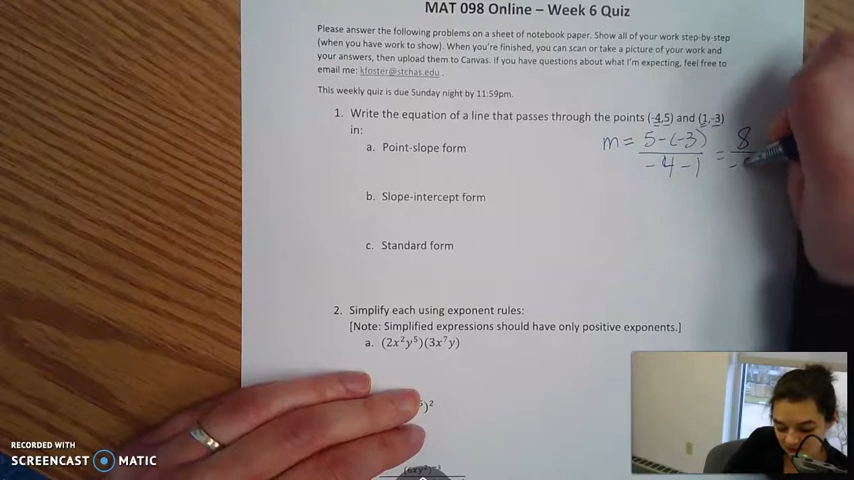 MAT 098 Online – Week 6 Quiz
Please answer the following problems on a sheet of notebook paper. Show all of your work step-by-step
(when you have work to show). When you're finished, you can scan or take a picture of your work and
your answers, then upload them to Canvas. If you have questions about what I'm expecting, feel free to
email me: kfoster@stchas.edu .
This weekly quiz is due Sunday night by 11:59pm.
1. Write the equation of a line that passes through the points (-4,5) and (1,-3)
in:
m = 5-(-3) / -4-1 = 8 / -
a. Point-slope form
b. Slope-intercept form
c. Standard form
2. Simplify each using exponent rules:
[Note: Simplified expressions should have only positive exponents.]
a. (2x²y⁵)(3x⁷y)
)²
RECORDED WITH
SCREENCAST MATIC